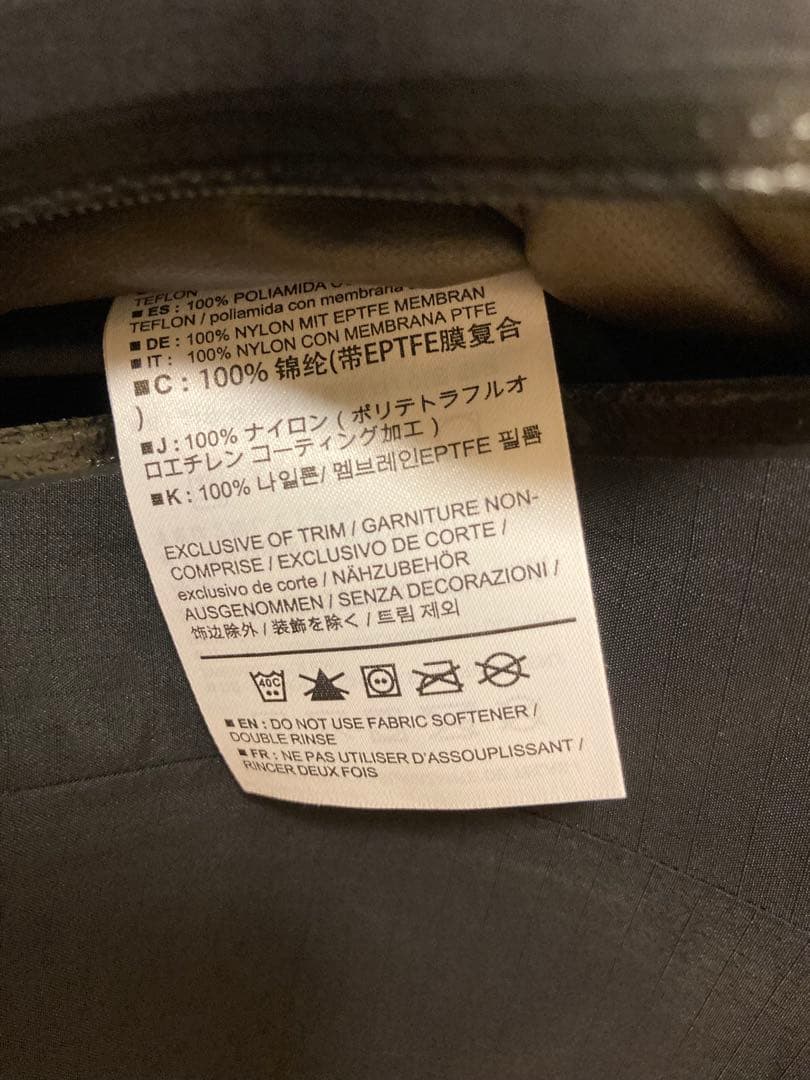 TEFLON
■ ES : 100% POLIAMIDA
TEFLON / poliamida con membrana
■ DE : 100% NYLON MIT EPTFE MEMBRAN
■ IT : 100% NYLON CON MEMBRANA PTFE
■ C : 100% 锦纶(带EPTFE膜复合
)
■ J : 100% ナイロン ( ポリテトラフルオ
ロエチレン コーティング加工 )
■ K : 100% 나일론/ 멤브레인EPTFE 필름
EXCLUSIVE OF TRIM / GARNITURE NON-
COMPRISE / EXCLUSIVO DE CORTE /
exclusivo de corte / NÄHZUBEHÖR
AUSGENOMMEN / SENZA DECORAZIONI /
饰边除外 / 装飾を除く / 트림 제외
40C
■ EN : DO NOT USE FABRIC SOFTENER /
DOUBLE RINSE
■ FR : NE PAS UTILISER D'ASSOUPLISSANT /
RINCER DEUX FOIS